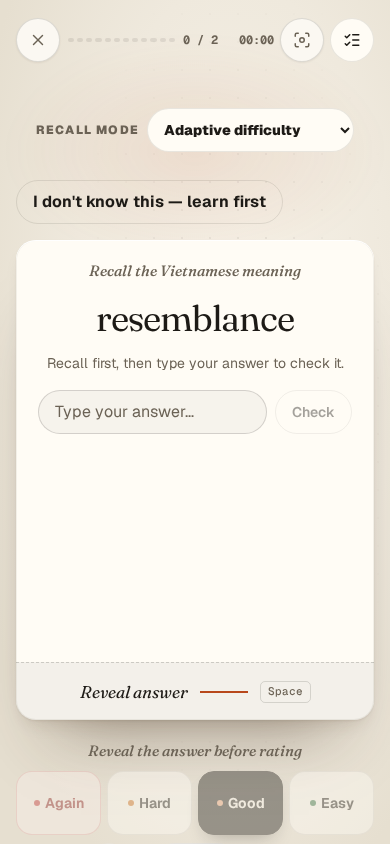 0 / 2 00:00
RECALL MODE Adaptive difficulty
I don't know this — learn first
Recall the Vietnamese meaning
resemblance
Recall first, then type your answer to check it.
Type your answer... Check
Reveal answer Space
Reveal the answer before rating
Again Hard Good Easy